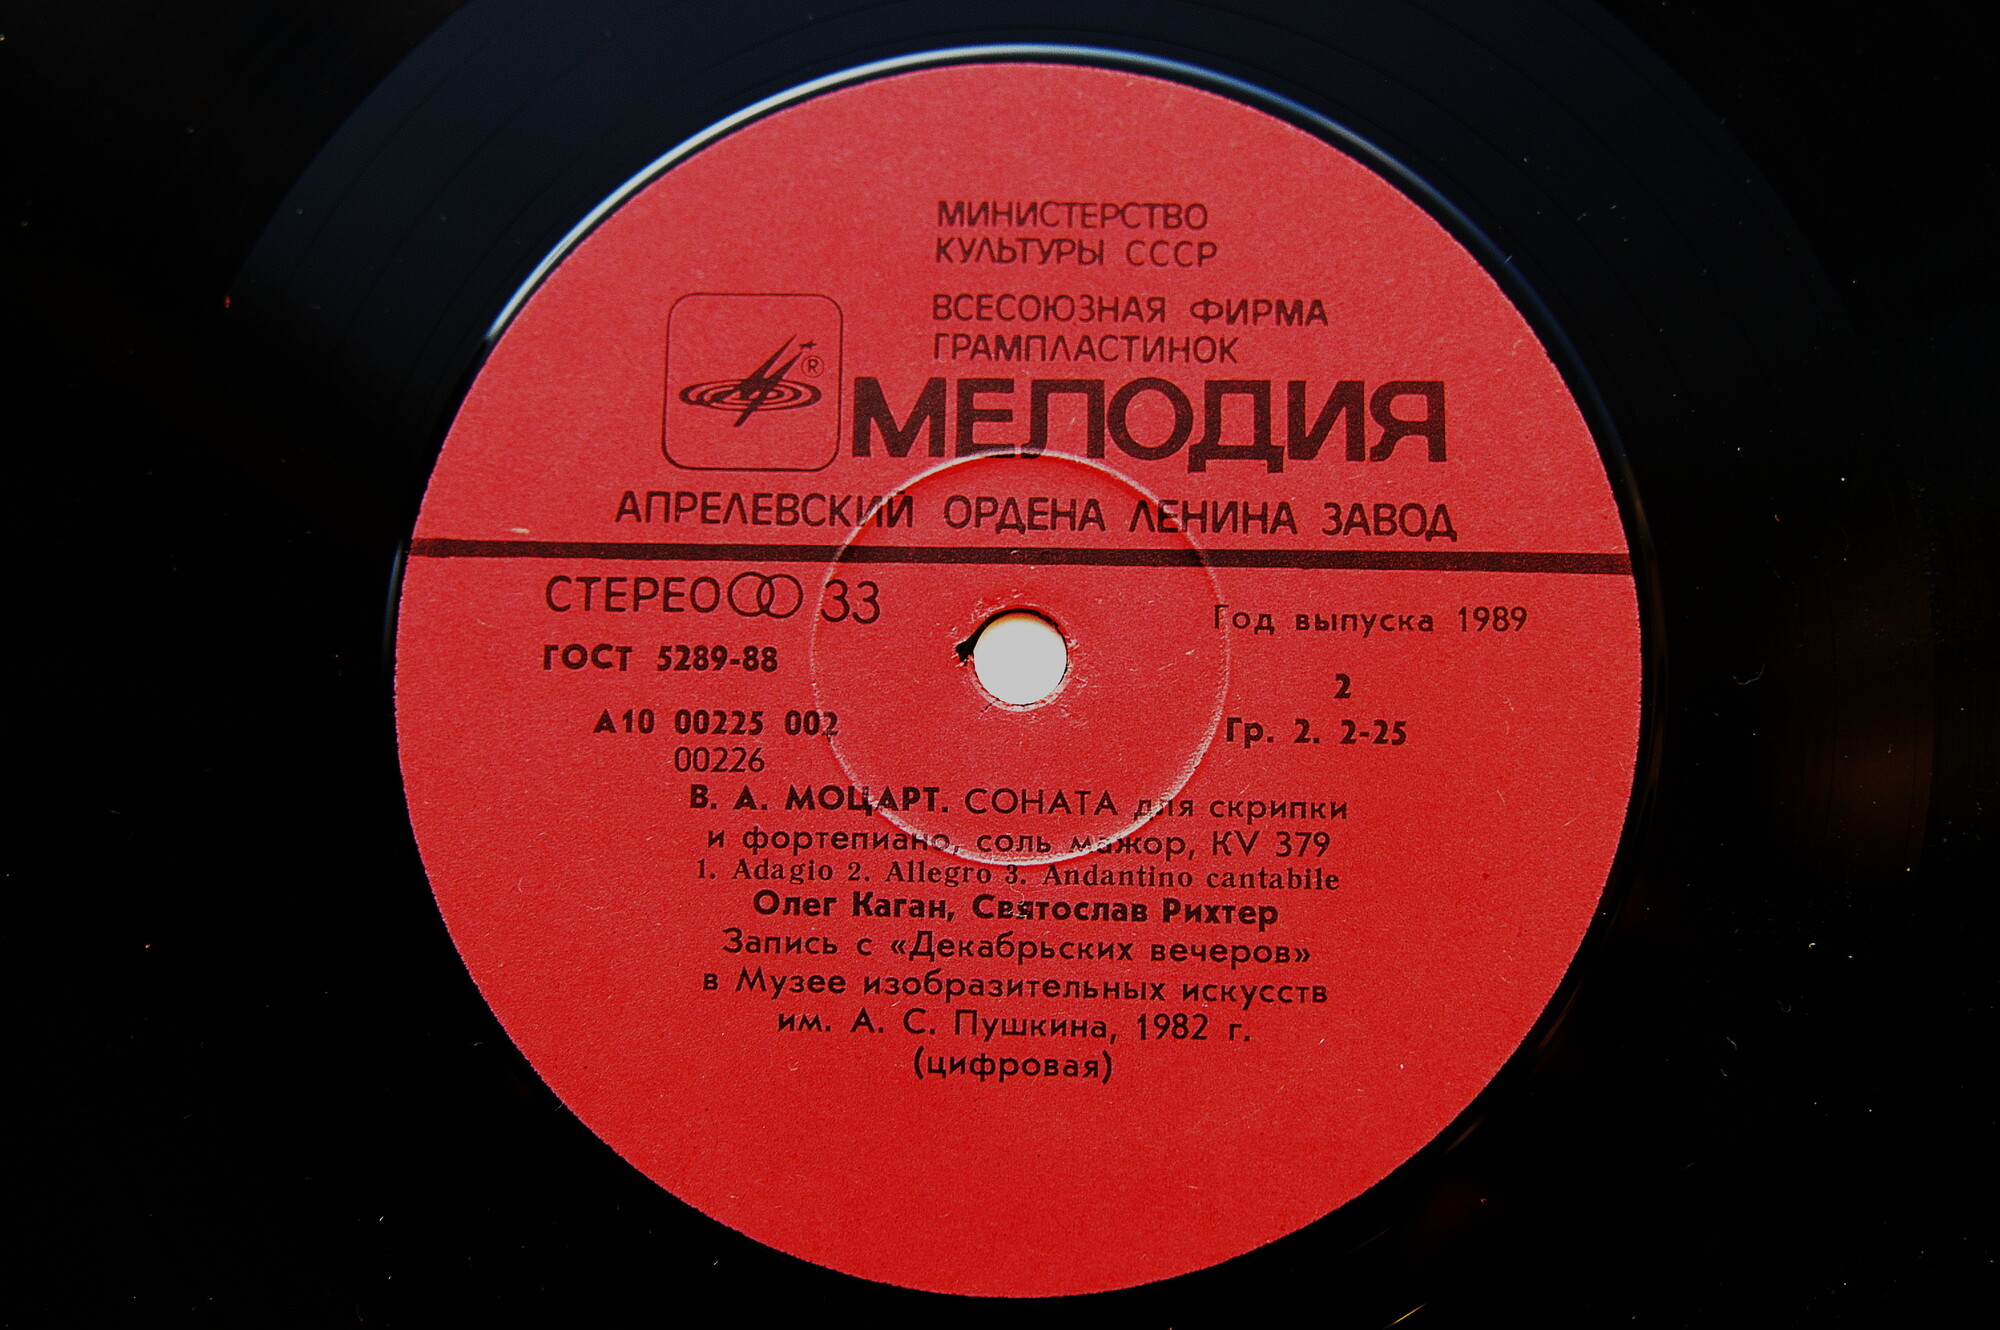 МИНИСТЕРСТВО
КУЛЬТУРЫ СССР
ВСЕСОЮЗНАЯ ФИРМА
ГРАМПЛАСТИНОК
®
МЕЛОДИЯ
АПРЕЛЕВСКИЙ ОРДЕНА ЛЕНИНА ЗАВОД
СТЕРЕО 33
Год выпуска 1989
ГОСТ 5289-88
2
А10 00225 002
Гр. 2. 2-25
00226
В. А. МОЦАРТ. СОНАТА для скрипки
и фортепиано, соль мажор, KV 379
1. Adagio 2. Allegro 3. Andantino cantabile
Олег Каган, Святослав Рихтер
Запись с «Декабрьских вечеров»
в Музее изобразительных искусств
им. А. С. Пушкина, 1982 г.
(цифровая)